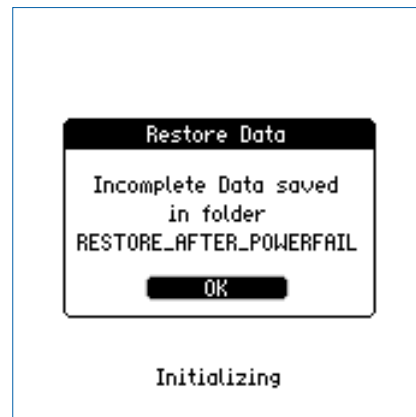 Restore Data
Incomplete Data saved
in folder
RESTORE_AFTER_POWERFAIL
OK
Initializing